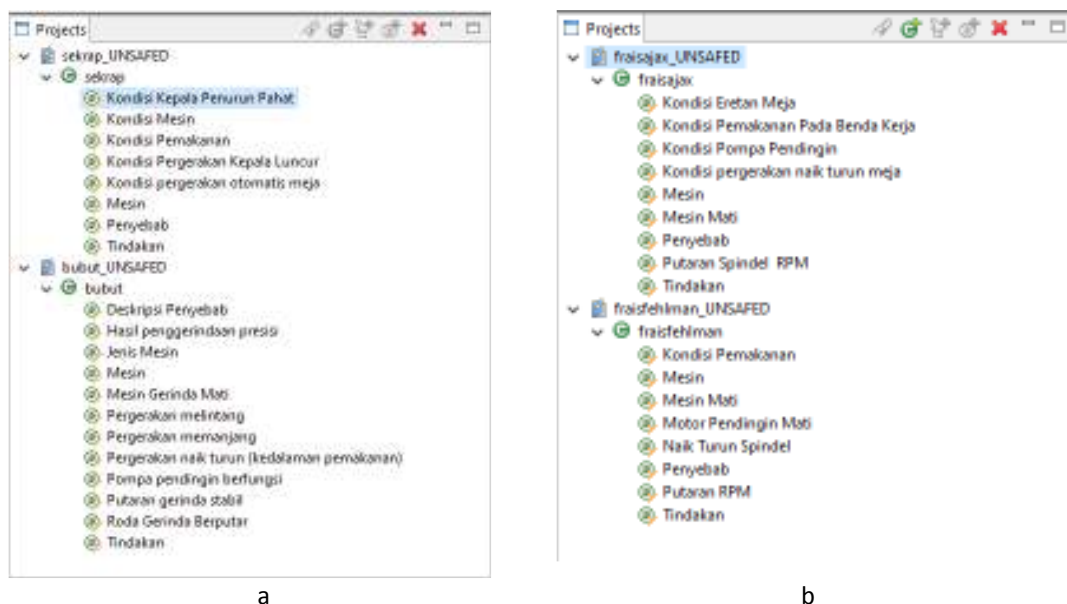 Projects
sekrap_UNSAFED
sekrap
Kondisi Kepala Penurun Pahat
Kondisi Mesin
Kondisi Pemakanan
Kondisi Pergerakan Kepala Luncur
Kondisi pergerakan otomatis meja
Mesin
Penyebab
Tindakan
bubut_UNSAFED
bubut
Deskripsi Penyebab
Hasil penggerindaan presisi
Jenis Mesin
Mesin
Mesin Gerinda Mati
Pergerakan melintang
Pergerakan memanjang
Pergerakan naik turun (kedalaman pemakanan)
Pompa pendingin berfungsi
Putaran gerinda stabil
Roda Gerinda Berputar
Tindakan
a
Projects
fraisajax_UNSAFED
fraisajax
Kondisi Eretan Meja
Kondisi Pemakanan Pada Benda Kerja
Kondisi Pompa Pendingin
Kondisi pergerakan naik turun meja
Mesin
Mesin Mati
Penyebab
Putaran Spindel RPM
Tindakan
fraisfehlman_UNSAFED
fraisfehlman
Kondisi Pemakanan
Mesin
Mesin Mati
Motor Pendingin Mati
Naik Turun Spindel
Penyebab
Putaran RPM
Tindakan
b